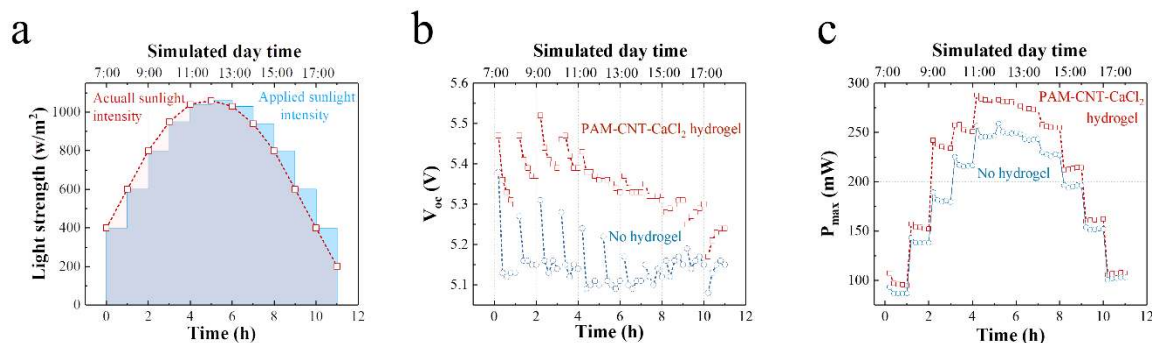 a
Simulated day time
7:00 9:00 11:00 13:00 15:00 17:00
Actuall sunlight
intensity
Applied sunlight
intensity
Light strength (w/m²)
1000
800
600
400
200
0
0 2 4 6 8 10 12
Time (h)
b
Simulated day time
7:00 9:00 11:00 13:00 15:00 17:00
PAM-CNT-CaCl₂ hydrogel
No hydrogel
V_oc (V)
5.6
5.5
5.4
5.3
5.2
5.1
0 2 4 6 8 10 12
Time (h)
c
Simulated day time
7:00 9:00 11:00 13:00 15:00 17:00
PAM-CNT-CaCl₂
hydrogel
No hydrogel
P_max (mW)
300
250
200
150
100
0 2 4 6 8 10 12
Time (h)